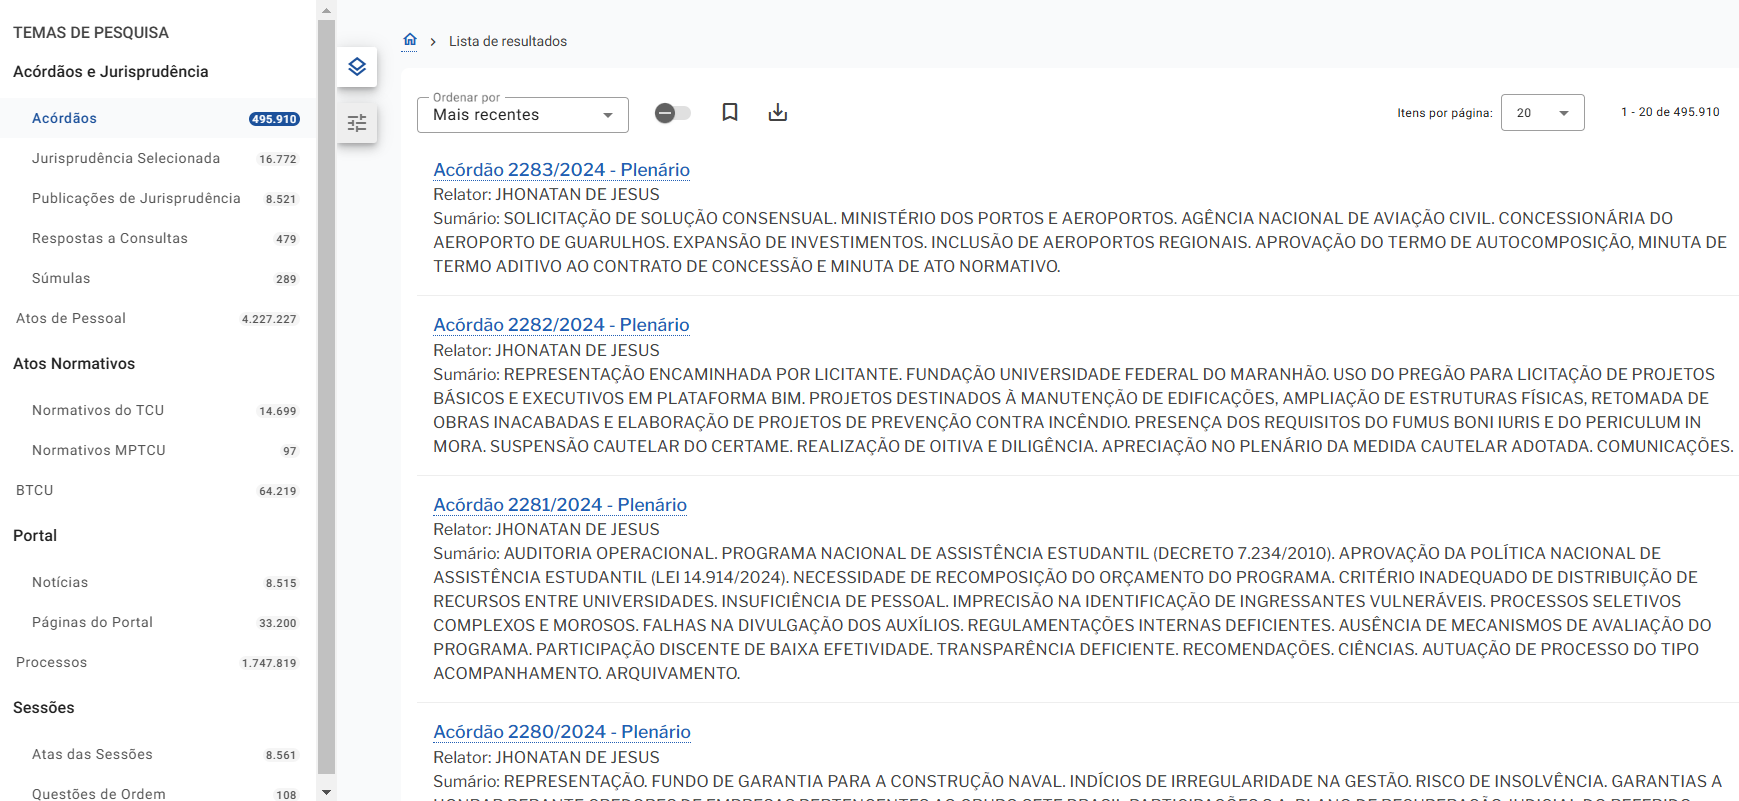 TEMAS DE PESQUISA
Acórdãos e Jurisprudência
Acórdãos 495.910
Jurisprudência Selecionada 16.772
Publicações de Jurisprudência 8.521
Respostas a Consultas 479
Súmulas 289
Atos de Pessoal 4.227.227
Atos Normativos
Normativos do TCU 14.699
Normativos MPTCU 97
BTCU 64.219
Portal
Notícias 8.515
Páginas do Portal 33.200
Processos 1.747.819
Sessões
Atas das Sessões 8.561
Questões de Ordem 108
Lista de resultados
Ordenar por
Mais recentes
Itens por página: 20 1 - 20 de 495.910
Acórdão 2283/2024 - Plenário
Relator: JHONATAN DE JESUS
Sumário: SOLICITAÇÃO DE SOLUÇÃO CONSENSUAL. MINISTÉRIO DOS PORTOS E AEROPORTOS. AGÊNCIA NACIONAL DE AVIAÇÃO CIVIL. CONCESSIONÁRIA DO
AEROPORTO DE GUARULHOS. EXPANSÃO DE INVESTIMENTOS. INCLUSÃO DE AEROPORTOS REGIONAIS. APROVAÇÃO DO TERMO DE AUTOCOMPOSIÇÃO, MINUTA DE
TERMO ADITIVO AO CONTRATO DE CONCESSÃO E MINUTA DE ATO NORMATIVO.
Acórdão 2282/2024 - Plenário
Relator: JHONATAN DE JESUS
Sumário: REPRESENTAÇÃO ENCAMINHADA POR LICITANTE. FUNDAÇÃO UNIVERSIDADE FEDERAL DO MARANHÃO. USO DO PREGÃO PARA LICITAÇÃO DE PROJETOS
BÁSICOS E EXECUTIVOS EM PLATAFORMA BIM. PROJETOS DESTINADOS À MANUTENÇÃO DE EDIFICAÇÕES, AMPLIAÇÃO DE ESTRUTURAS FÍSICAS, RETOMADA DE
OBRAS INACABADAS E ELABORAÇÃO DE PROJETOS DE PREVENÇÃO CONTRA INCÊNDIO. PRESENÇA DOS REQUISITOS DO FUMUS BONI IURIS E DO PERICULUM IN
MORA. SUSPENSÃO CAUTELAR DO CERTAME. REALIZAÇÃO DE OITIVA E DILIGÊNCIA. APRECIAÇÃO NO PLENÁRIO DA MEDIDA CAUTELAR ADOTADA. COMUNICAÇÕES.
Acórdão 2281/2024 - Plenário
Relator: JHONATAN DE JESUS
Sumário: AUDITORIA OPERACIONAL. PROGRAMA NACIONAL DE ASSISTÊNCIA ESTUDANTIL (DECRETO 7.234/2010). APROVAÇÃO DA POLÍTICA NACIONAL DE
ASSISTÊNCIA ESTUDANTIL (LEI 14.914/2024). NECESSIDADE DE RECOMPOSIÇÃO DO ORÇAMENTO DO PROGRAMA. CRITÉRIO INADEQUADO DE DISTRIBUIÇÃO DE
RECURSOS ENTRE UNIVERSIDADES. INSUFICIÊNCIA DE PESSOAL. IMPRECISÃO NA IDENTIFICAÇÃO DE INGRESSANTES VULNERÁVEIS. PROCESSOS SELETIVOS
COMPLEXOS E MOROSOS. FALHAS NA DIVULGAÇÃO DOS AUXÍLIOS. REGULAMENTAÇÕES INTERNAS DEFICIENTES. AUSÊNCIA DE MECANISMOS DE AVALIAÇÃO DO
PROGRAMA. PARTICIPAÇÃO DISCENTE DE BAIXA EFETIVIDADE. TRANSPARÊNCIA DEFICIENTE. RECOMENDAÇÕES. CIÊNCIAS. AUTUAÇÃO DE PROCESSO DO TIPO
ACOMPANHAMENTO. ARQUIVAMENTO.
Acórdão 2280/2024 - Plenário
Relator: JHONATAN DE JESUS
Sumário: REPRESENTAÇÃO. FUNDO DE GARANTIA PARA A CONSTRUÇÃO NAVAL. INDÍCIOS DE IRREGULARIDADE NA GESTÃO. RISCO DE INSOLVÊNCIA. GARANTIAS A